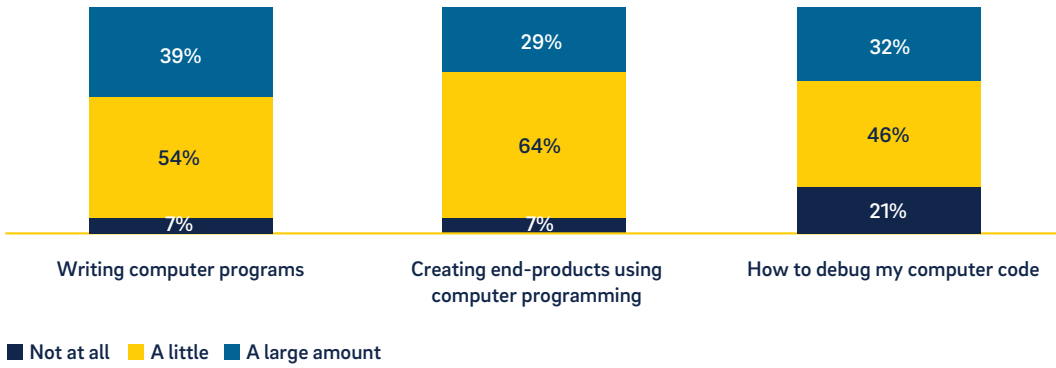 39%
29%
32%
54%
64%
46%
7%
7%
21%
Writing computer programs
Creating end-products using
computer programming
How to debug my computer code
Not at all
A little
A large amount